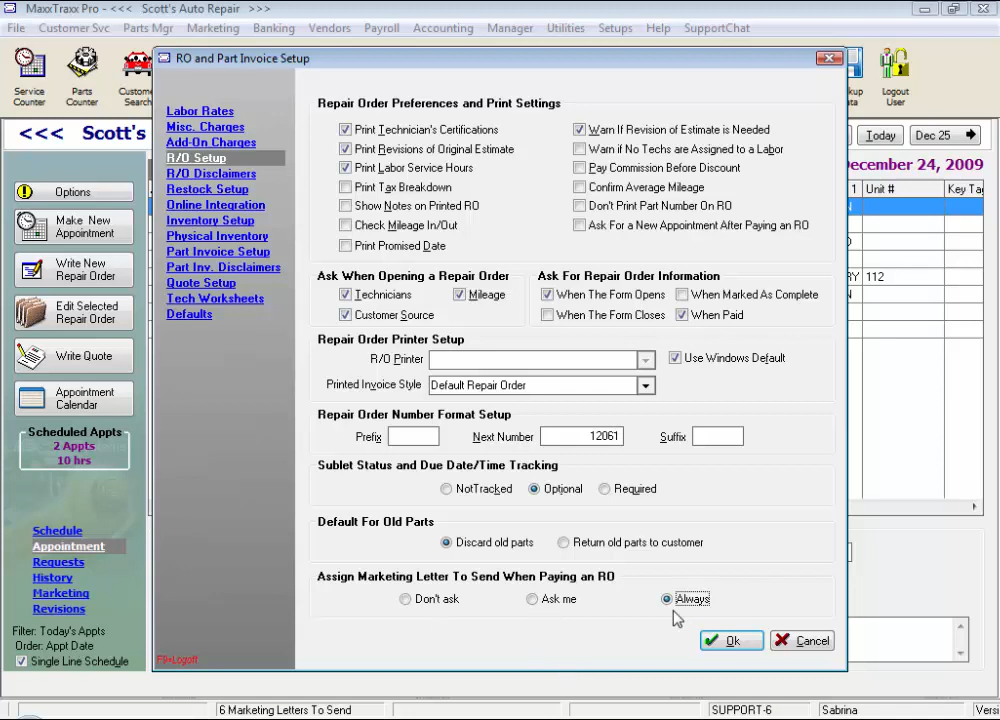 MaxxTraxx Pro - <<< Scott's Auto Repair >>>
File Customer Svc Parts Mgr Marketing Banking Vendors Payroll Accounting Manager Utilities Setups Help SupportChat
Service Counter
Parts Counter
Search
Logout User
RO and Part Invoice Setup
<<< Scott's
Today Dec 25
December 24, 2009
1 Unit # Key
112
Options
Make New Appointment
Write New Repair Order
Edit Selected Repair Order
Write Quote
Appointment Calendar
Scheduled Appts
2 Appts
10 hrs
Schedule
Appointment
Requests
History
Marketing
Revisions
Filter: Today's Appts
Order: Appt Date
Single Line Schedule
Labor Rates
Misc. Charges
Add-On Charges
R/O Setup
R/O Disclaimers
Restock Setup
Online Integration
Inventory Setup
Physical Inventory
Part Invoice Setup
Part Inv. Disclaimers
Quote Setup
Tech Worksheets
Defaults
F9=Logoff
Repair Order Preferences and Print Settings
Print Technician's Certifications Warn If Revision of Estimate is Needed
Print Revisions of Original Estimate Warn if No Techs are Assigned to a Labor
Print Labor Service Hours Pay Commission Before Discount
Print Tax Breakdown Confirm Average Mileage
Show Notes on Printed RO Don't Print Part Number On RO
Check Mileage In/Out Ask For a New Appointment After Paying an RO
Print Promised Date
Ask When Opening a Repair Order Ask For Repair Order Information
Technicians Mileage When The Form Opens When Marked As Complete
Customer Source When The Form Closes When Paid
Repair Order Printer Setup
R/O Printer Use Windows Default
Printed Invoice Style Default Repair Order
Repair Order Number Format Setup
Prefix Next Number 12061 Suffix
Sublet Status and Due Date/Time Tracking
NotTracked Optional Required
Default For Old Parts
Discard old parts Return old parts to customer
Assign Marketing Letter To Send When Paying an RO
Don't ask Ask me Always
Ok Cancel
6 Marketing Letters To Send SUPPORT-6 Sabrina